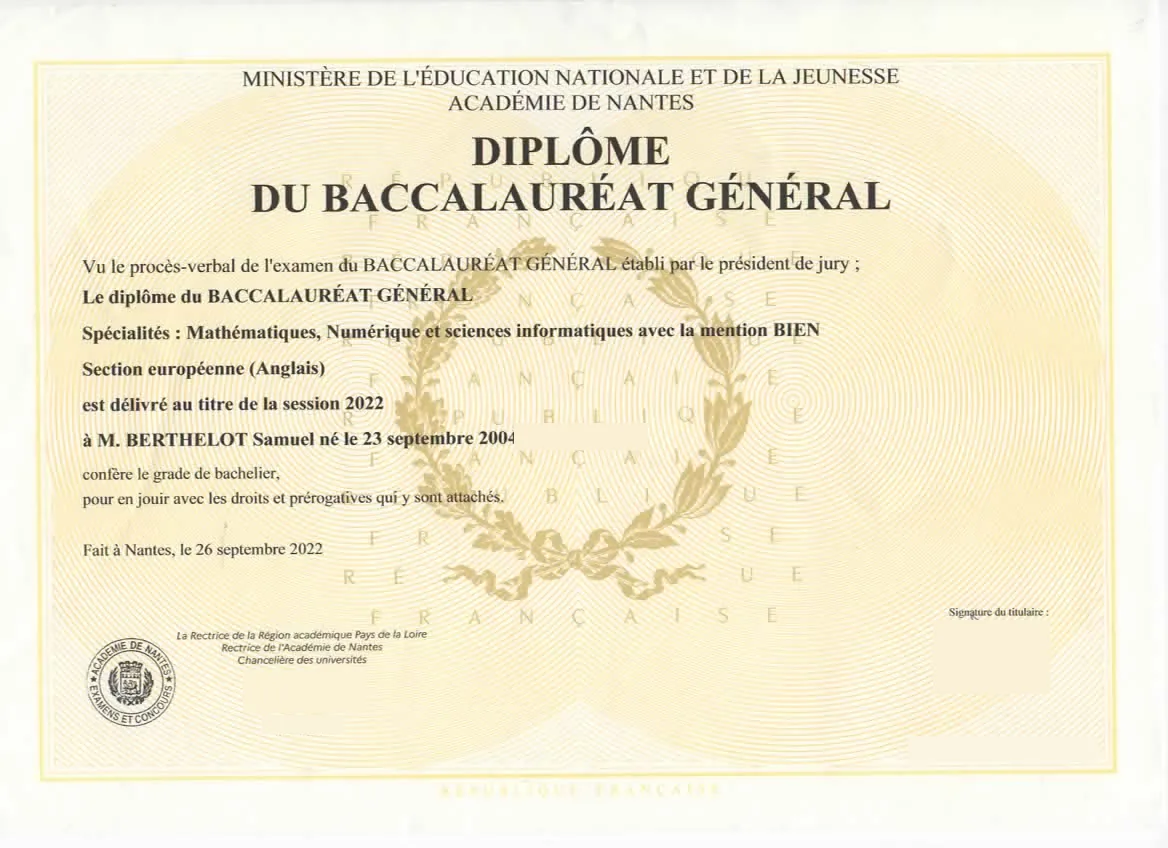 MINISTÈRE DE L'ÉDUCATION NATIONALE ET DE LA JEUNESSE
ACADÉMIE DE NANTES
DIPLÔME
DU BACCALAURÉAT GÉNÉRAL
Vu le procès-verbal de l'examen du BACCALAURÉAT GÉNÉRAL établi par le président de jury ;
Le diplôme du BACCALAURÉAT GÉNÉRAL
Spécialités : Mathématiques, Numérique et sciences informatiques avec la mention BIEN
Section européenne (Anglais)
est délivré au titre de la session 2022
à M. BERTHELOT Samuel né le 23 septembre 2004
confère le grade de bachelier,
pour en jouir avec les droits et prérogatives qui y sont attachés.
Fait à Nantes, le 26 septembre 2022
Signature du titulaire :
La Rectrice de la Région académique Pays de la Loire
Rectrice de l'Académie de Nantes
Chancelière des universités
ACADÉMIE DE NANTES
EXAMENS ET CONCOURS
RÉPUBLIQUE FRANÇAISE